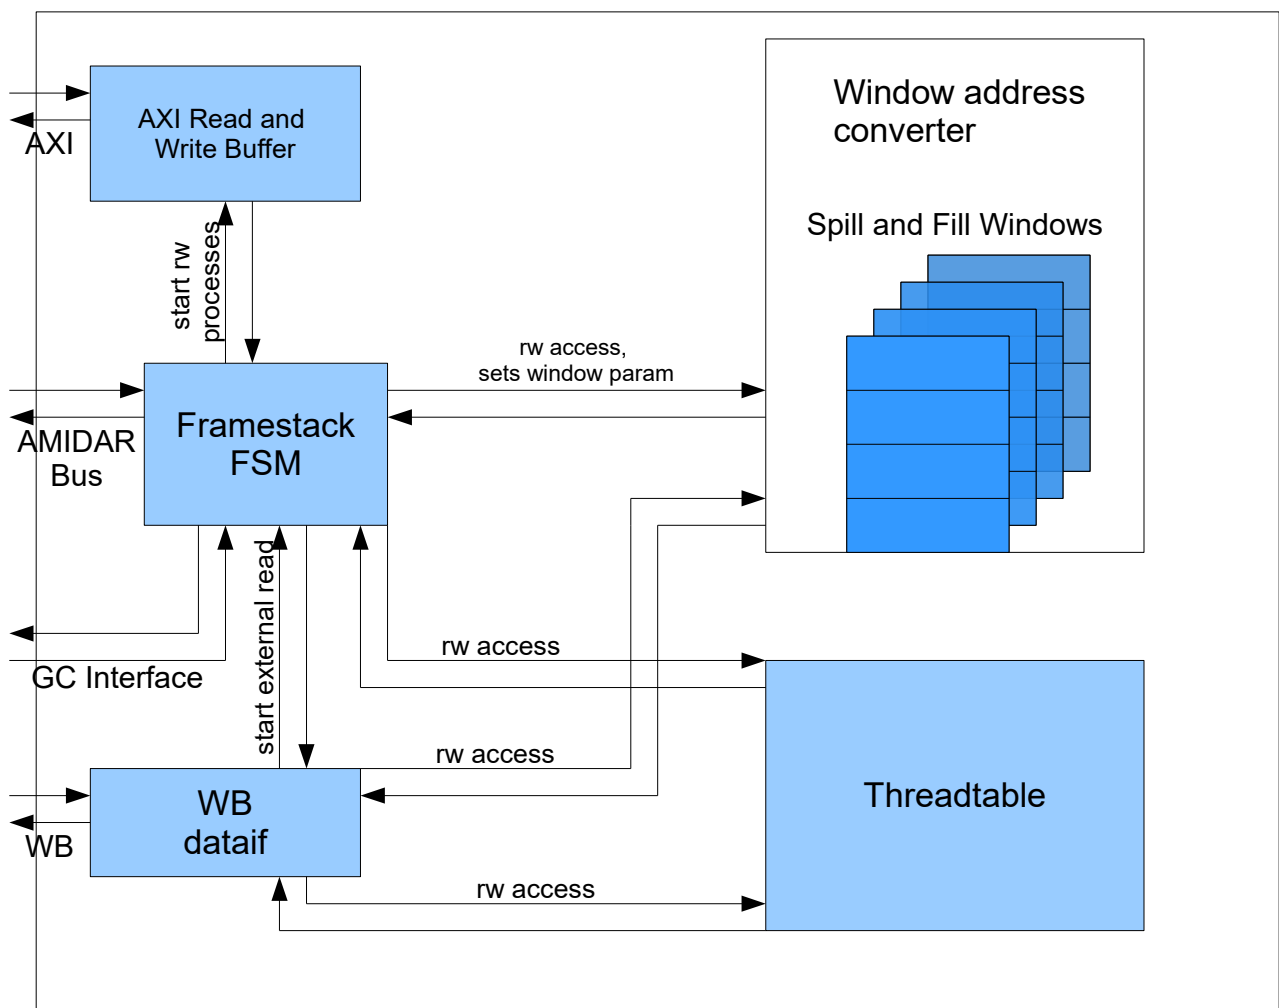 AXI Read and
Write Buffer
AXI
Window address
converter
Spill and Fill Windows
start rw
processes
rw access,
sets window param
Framestack
FSM
AMIDAR
Bus
start external read
rw access
GC Interface
rw access
WB
dataif
Threadtable
WB
rw access